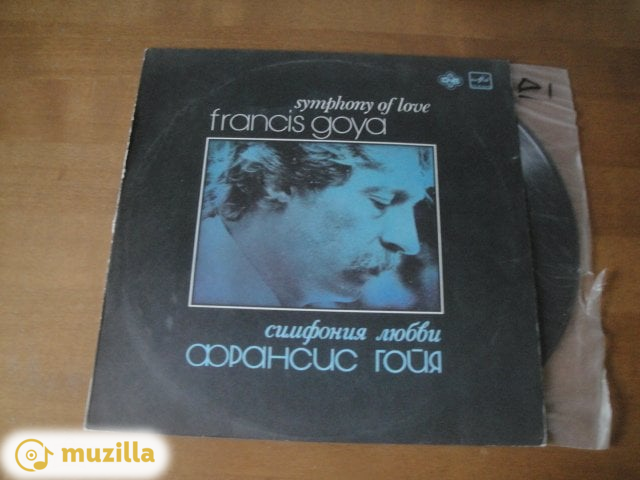 symphony of love
francis goya
симфония любви
ФРАНСИС ГОЙЯ
muzilla